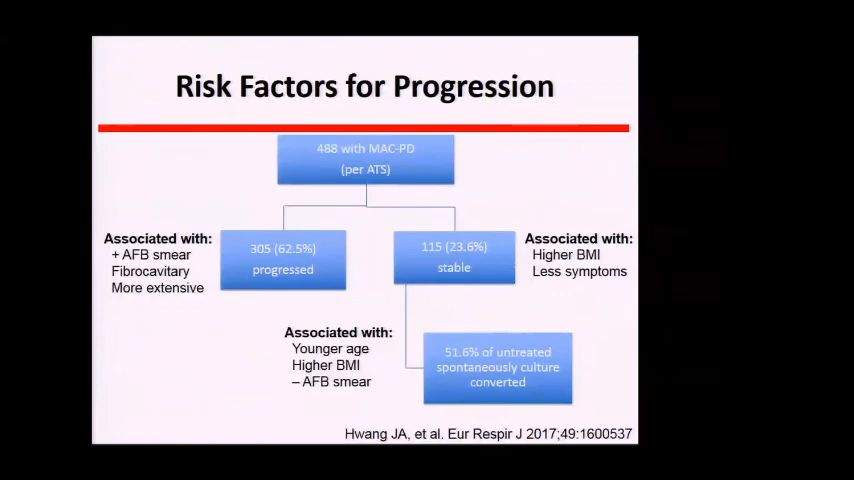 Risk Factors for Progression
488 with MAC-PD
(per ATS)
Associated with:
+ AFB smear
Fibrocavitary
More extensive
305 (62.5%)
progressed
115 (23.6%)
stable
Associated with:
Higher BMI
Less symptoms
Associated with:
Younger age
Higher BMI
– AFB smear
51.6% of untreated
spontaneously culture
converted
Hwang JA, et al. Eur Respir J 2017;49:1600537